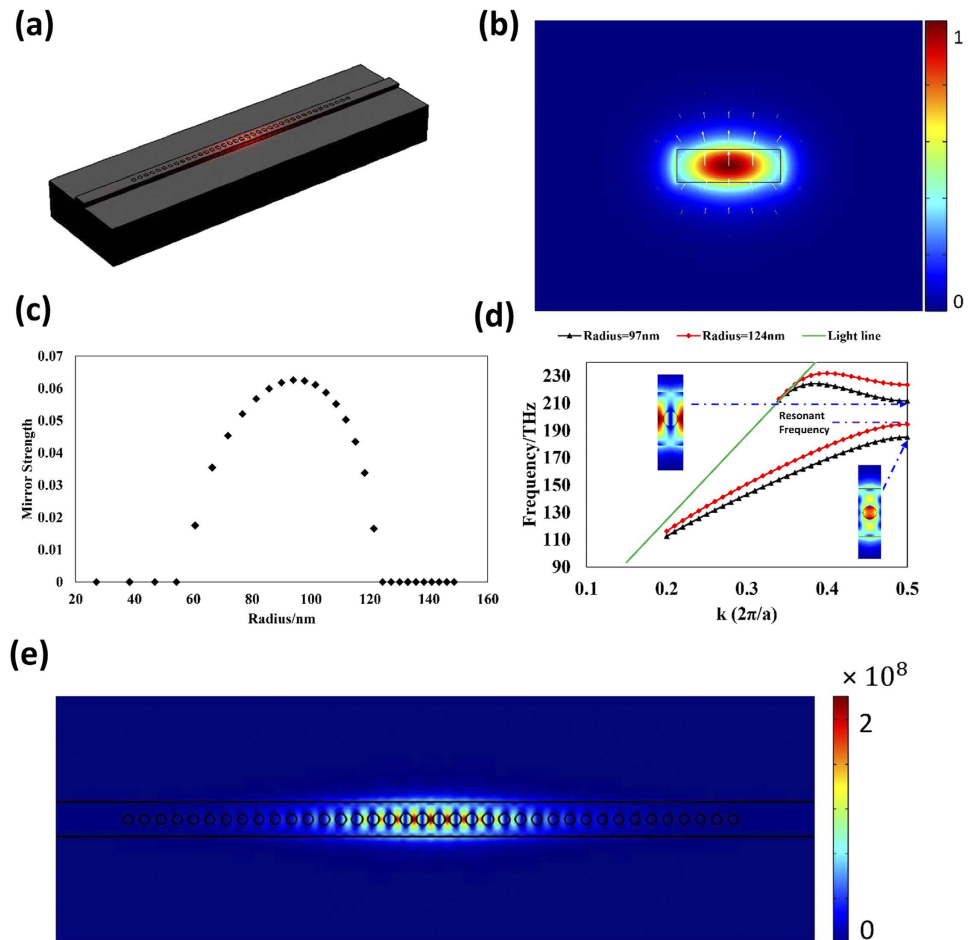 (a)
(b)
1
0
(c)
0.07
0.06
0.05
0.04
0.03
0.02
0.01
0
20
40
60
80
100
120
140
160
Mirror Strength
Radius/nm
(d)
Radius=97nm
Radius=124nm
Light line
230
210
190
170
150
130
110
90
0.1
0.2
0.3
0.4
0.5
Frequency/THz
k (2π/a)
Resonant
Frequency
(e)
× 10⁸
2
0